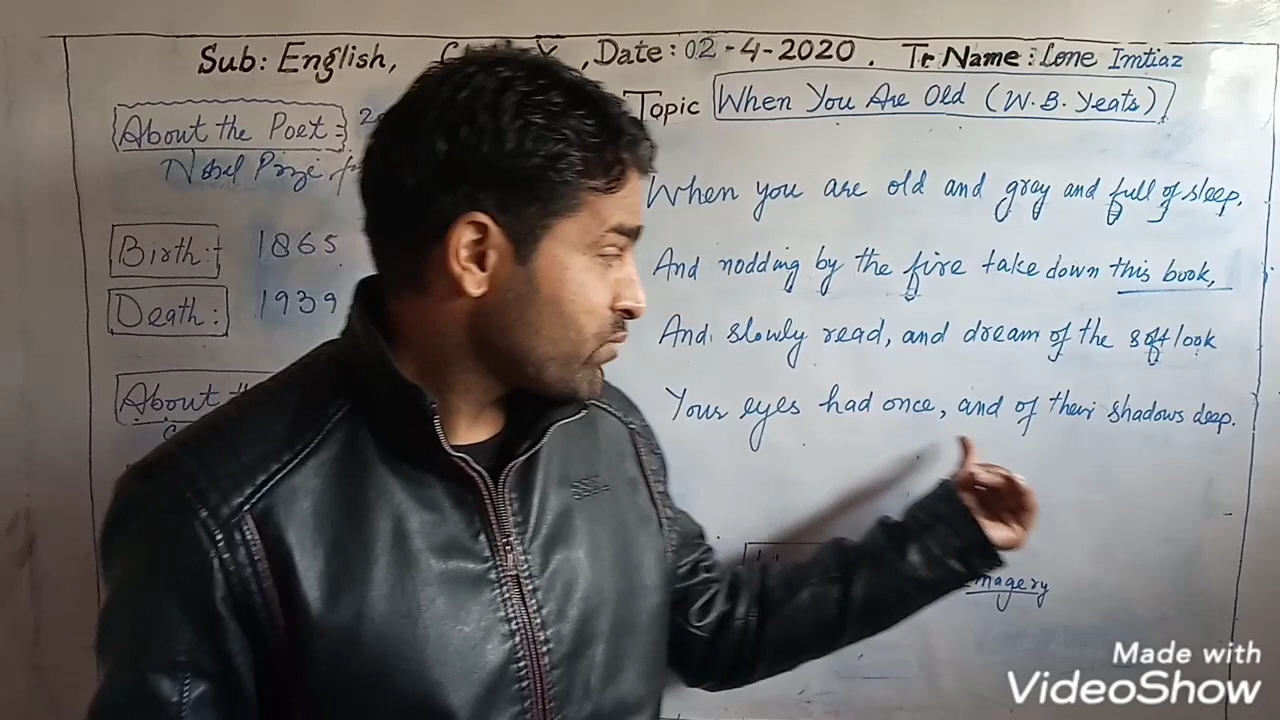 Sub: English, Date: 02-4-2020. Tr Name: Lone Imtiaz
Topic When You Are Old (W.B. Yeats)
About the Poet:
Nobel Prize
Birth: 1865
Death: 1939
About
When you are old and grey and full of sleep,
And nodding by the fire take down this book,
And slowly read, and dream of the soft look
Your eyes had once, and of their shadows deep.
Imagery
Made with
VideoShow